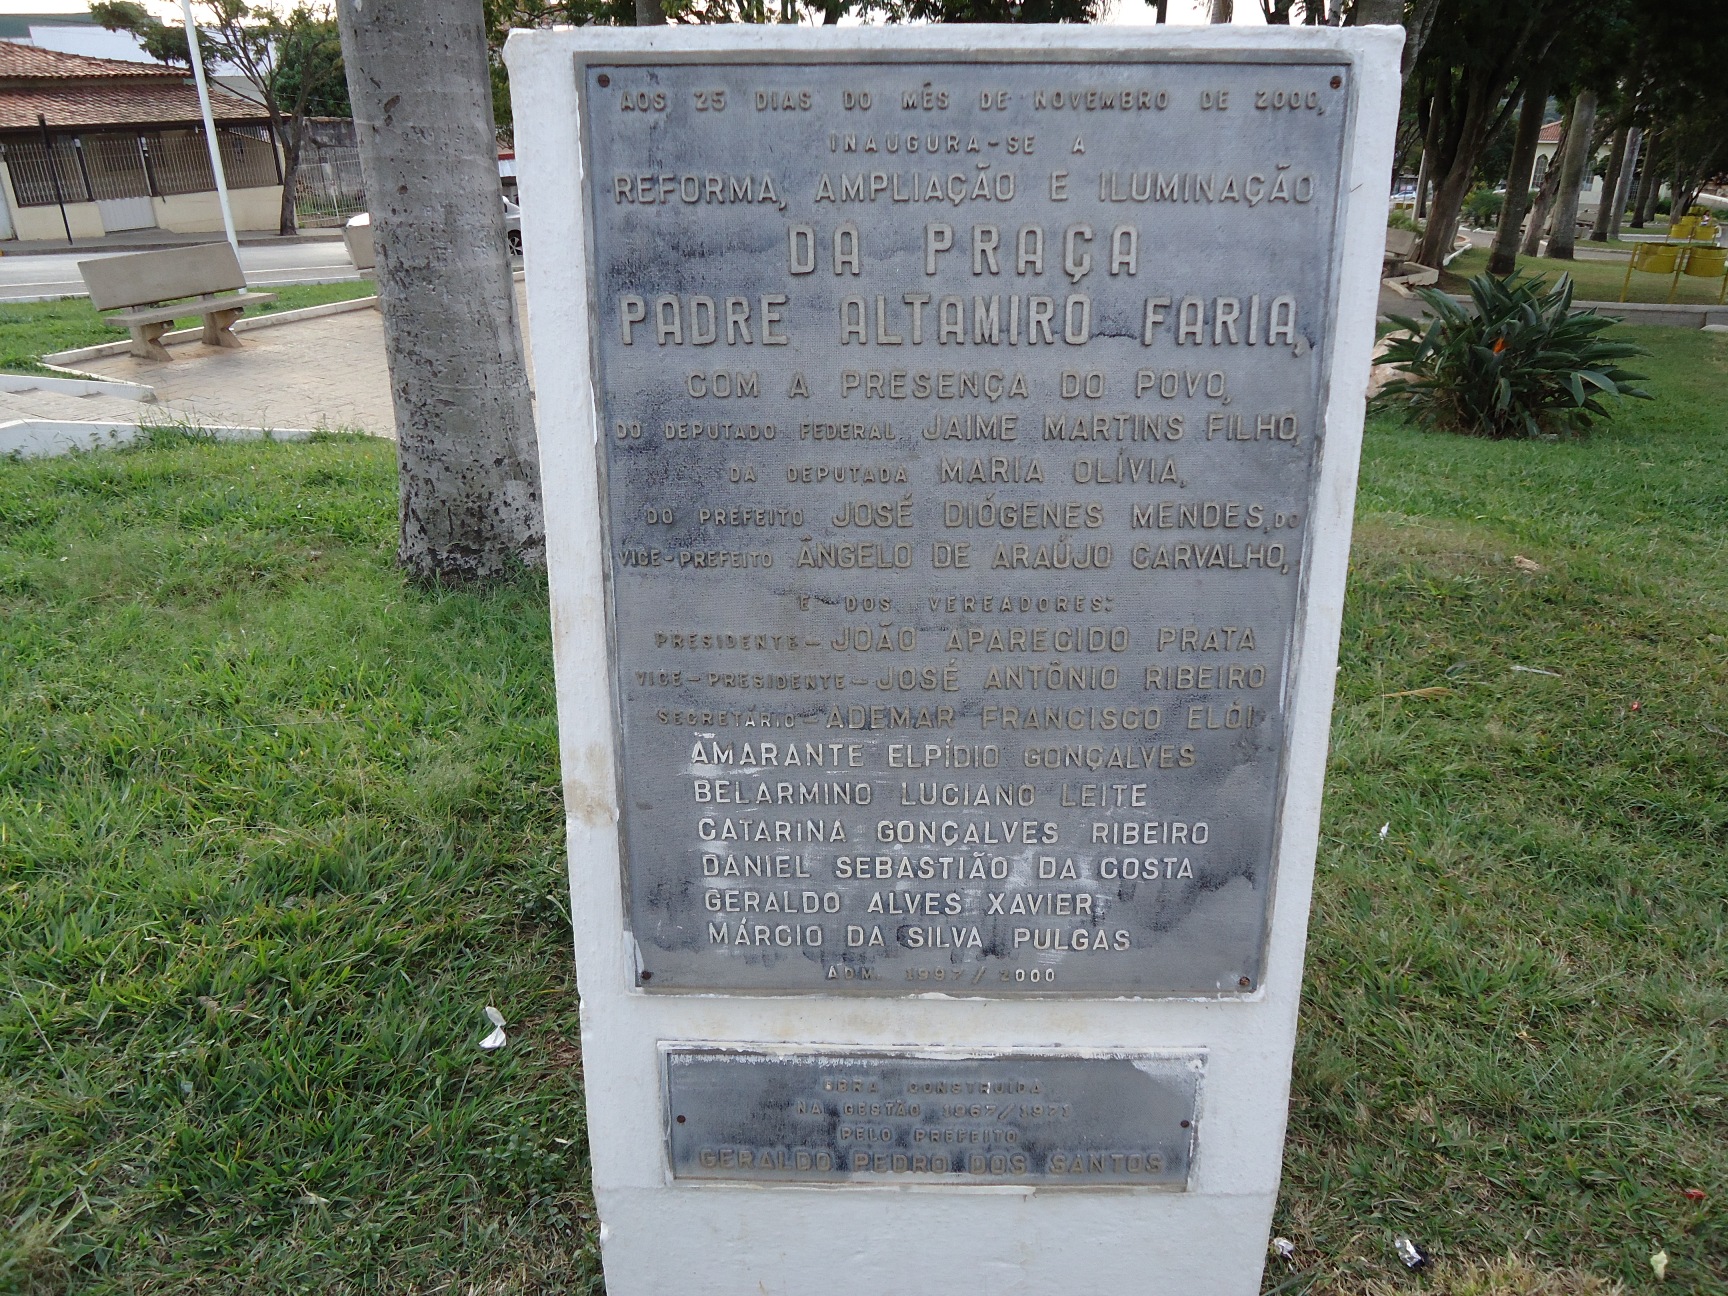 AOS 25 DIAS DO MÊS DE NOVEMBRO DE 2000,
INAUGURA-SE A
REFORMA, AMPLIAÇÃO E ILUMINAÇÃO
DA PRAÇA
PADRE ALTAMIRO FARIA,
COM A PRESENÇA DO POVO,
DO DEPUTADO FEDERAL JAIME MARTINS FILHO,
DA DEPUTADA MARIA OLÍVIA,
DO PREFEITO JOSÉ DIÓGENES MENDES, DO
VICE-PREFEITO ÂNGELO DE ARAÚJO CARVALHO,
E DOS VEREADORES:
PRESIDENTE - JOÃO APARECIDO PRATA
VICE-PRESIDENTE - JOSÉ ANTÔNIO RIBEIRO
SECRETÁRIO - ADEMAR FRANCISCO ELÓI
AMARANTE ELPÍDIO GONÇALVES
BELARMINO LUCIANO LEITE
CATARINA GONÇALVES RIBEIRO
DANIEL SEBASTIÃO DA COSTA
GERALDO ALVES XAVIER
MÁRCIO DA SILVA PULGAS
ADM. 1997/2000
OBRA CONSTRUÍDA
NA GESTÃO 1967/1971
PELO PREFEITO
GERALDO PEDRO DOS SANTOS